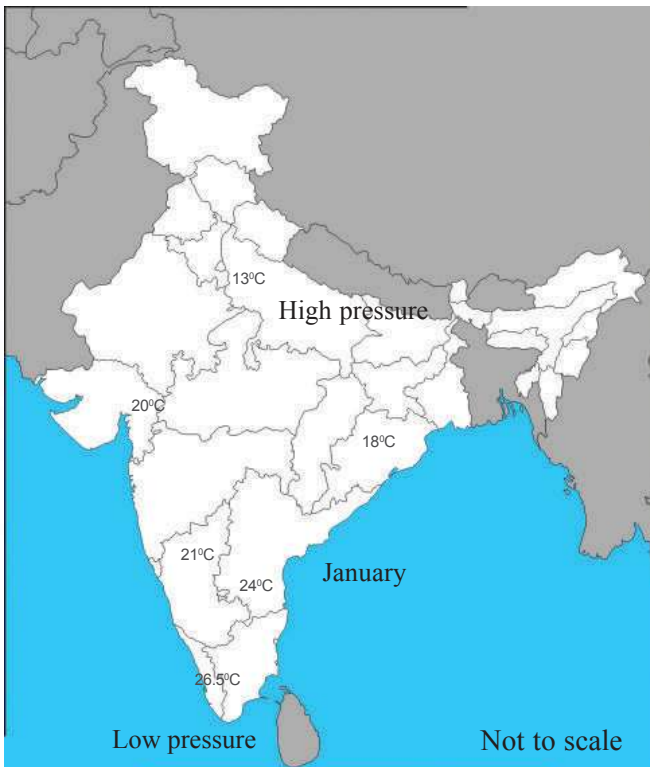 13⁰C
High pressure
20⁰C
18⁰C
21⁰C
January
24⁰C
26.5⁰C
Low pressure
Not to scale